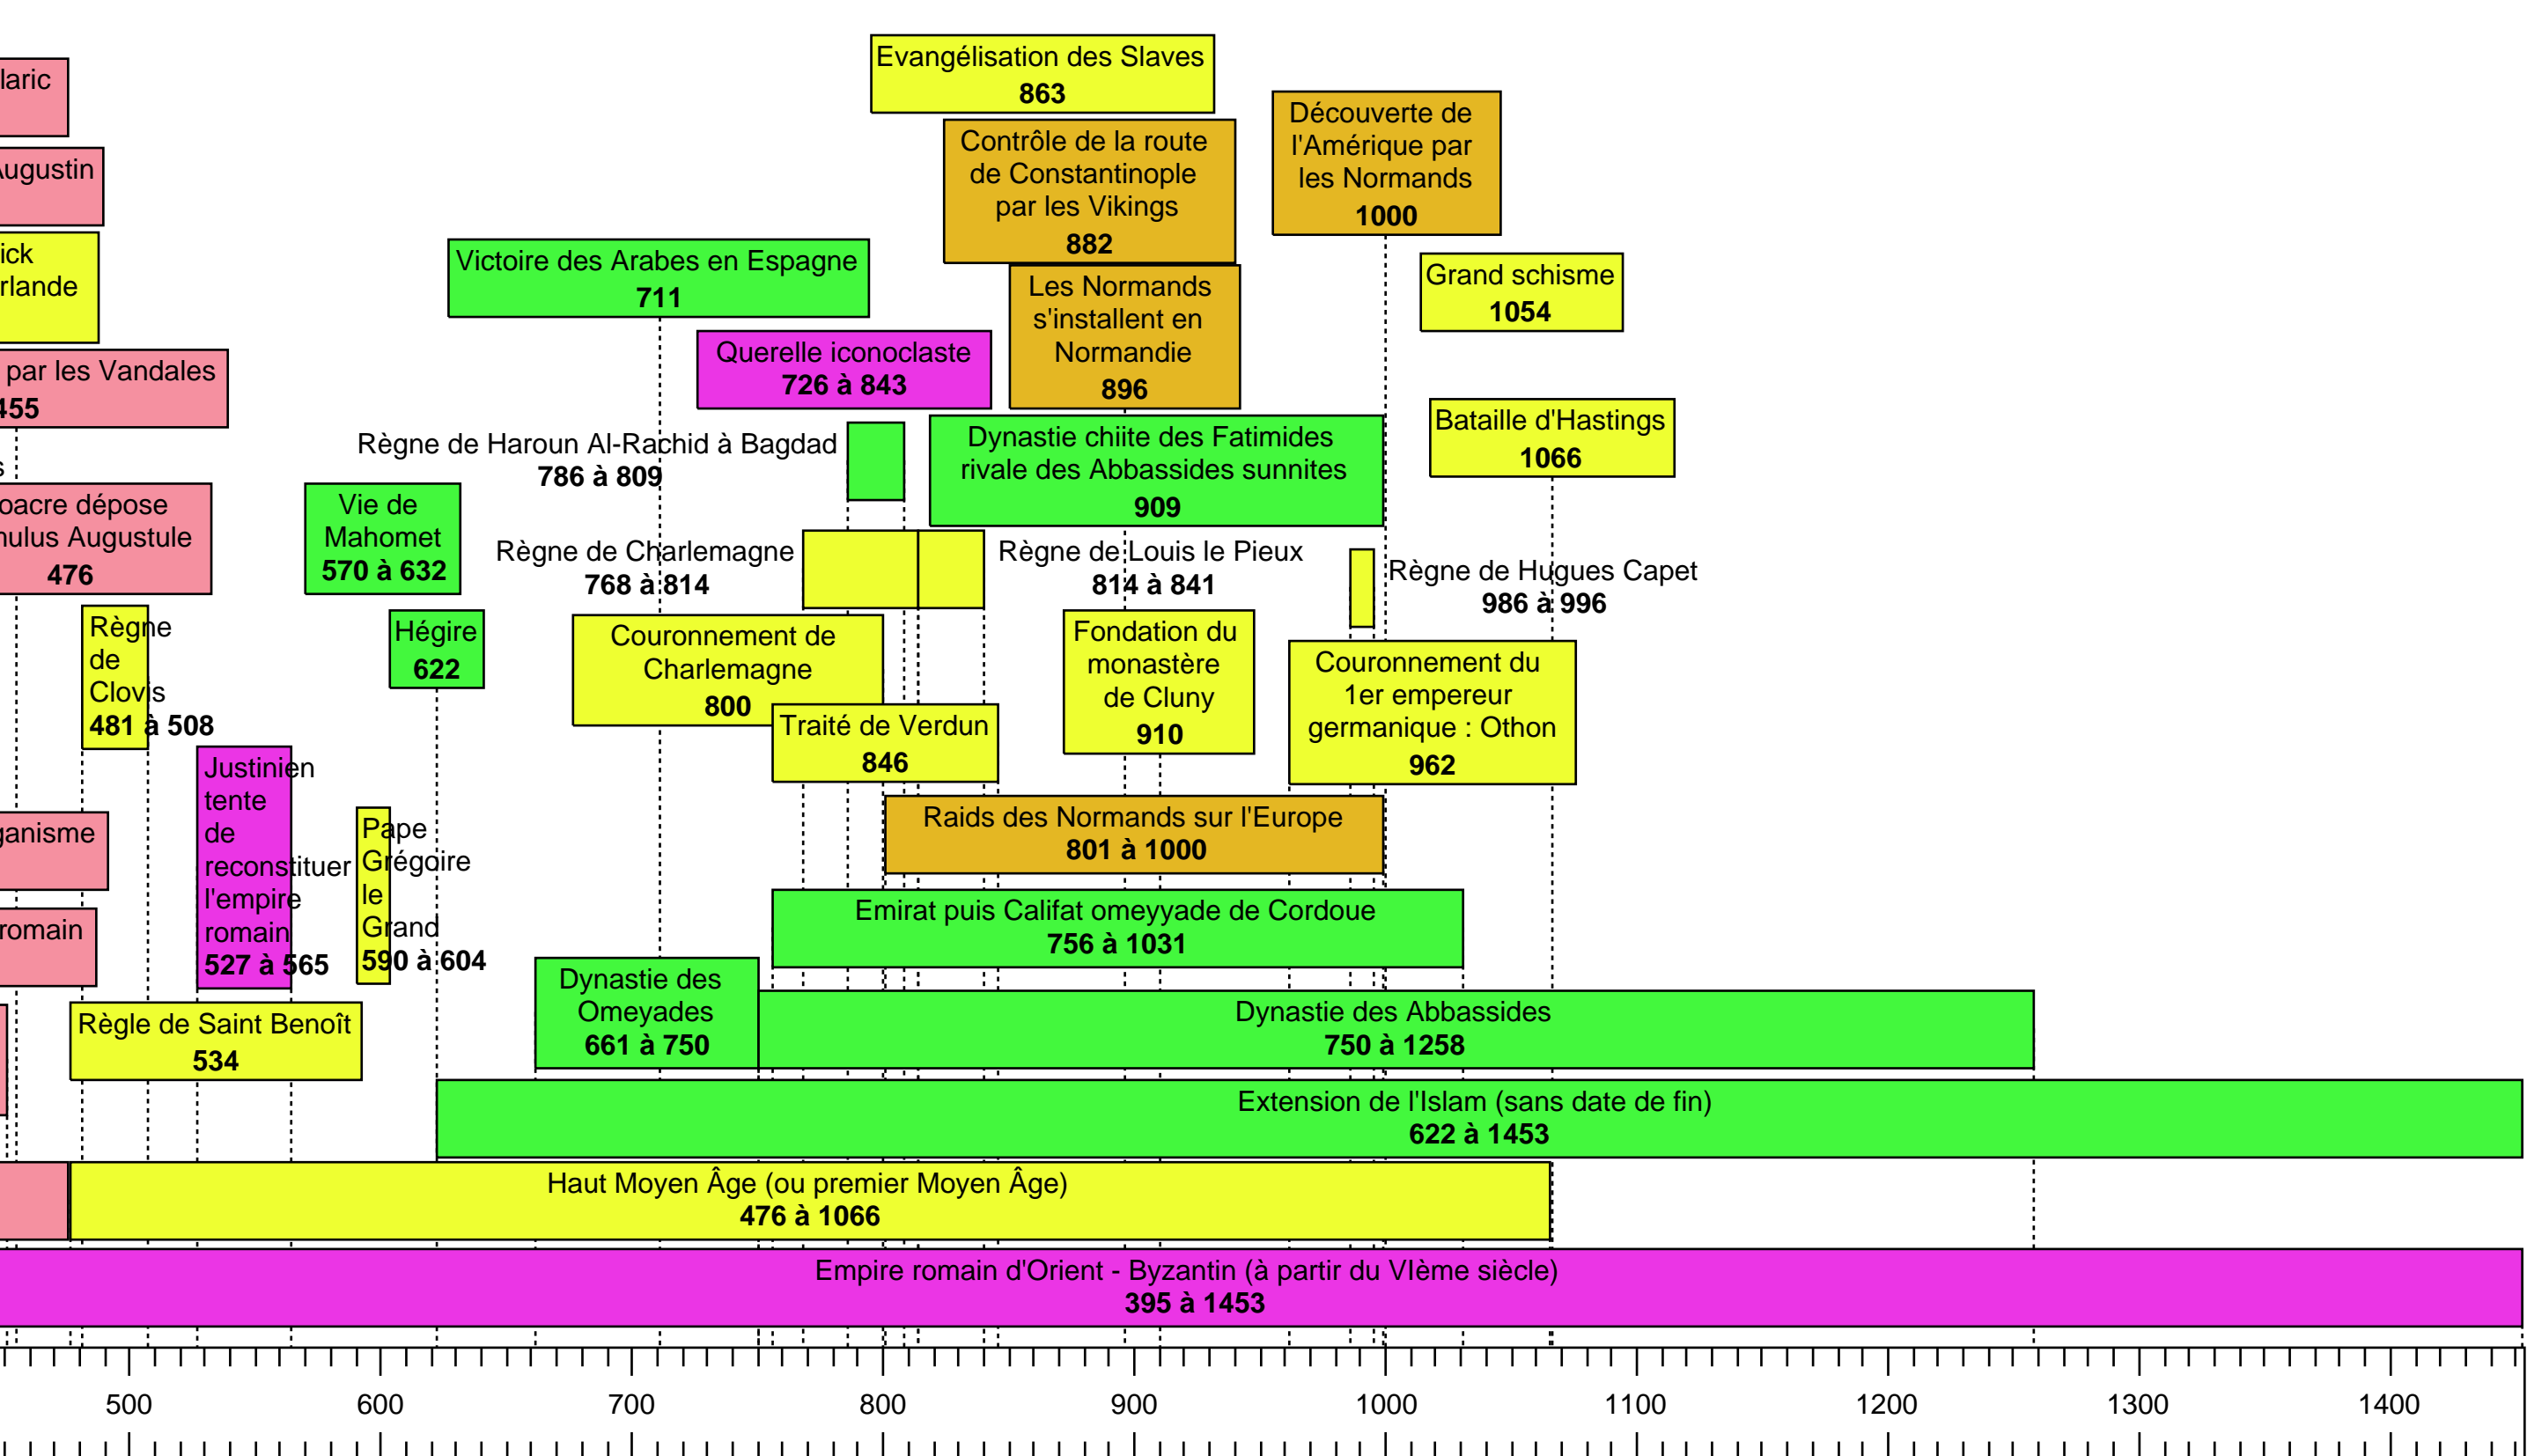 Evangélisation des Slaves
863
laric
Découverte de
l'Amérique par
les Normands
1000
Contrôle de la route
de Constantinople
par les Vikings
882
Augustin
ick
rlande
Victoire des Arabes en Espagne
711
Les Normands
s'installent en
Normandie
896
Grand schisme
1054
par les Vandales
455
Querelle iconoclaste
726 à 843
Règne de Haroun Al-Rachid à Bagdad
786 à 809
Dynastie chiite des Fatimides
rivale des Abbassides sunnites
909
Bataille d'Hastings
1066
s
oacre dépose
nulus Augustule
476
Vie de
Mahomet
570 à 632
Règne de Charlemagne
768 à 814
Règne de Louis le Pieux
814 à 841
Règne de Hugues Capet
986 à 996
Règne
de
Clovis
481 à 508
Hégire
622
Couronnement de
Charlemagne
800
Fondation du
monastère
de Cluny
910
Couronnement du
1er empereur
germanique : Othon
962
Traité de Verdun
846
Justinien
tente
de
reconstituer
l'empire
romain
527 à 565
Pape
Grégoire
le
Grand
590 à 604
ganisme
Raids des Normands sur l'Europe
801 à 1000
romain
Emirat puis Califat omeyyade de Cordoue
756 à 1031
Dynastie des
Omeyades
661 à 750
Dynastie des Abbassides
750 à 1258
Règle de Saint Benoît
534
Extension de l'Islam (sans date de fin)
622 à 1453
Haut Moyen Âge (ou premier Moyen Âge)
476 à 1066
Empire romain d'Orient - Byzantin (à partir du VIème siècle)
395 à 1453
500 600 700 800 900 1000 1100 1200 1300 1400